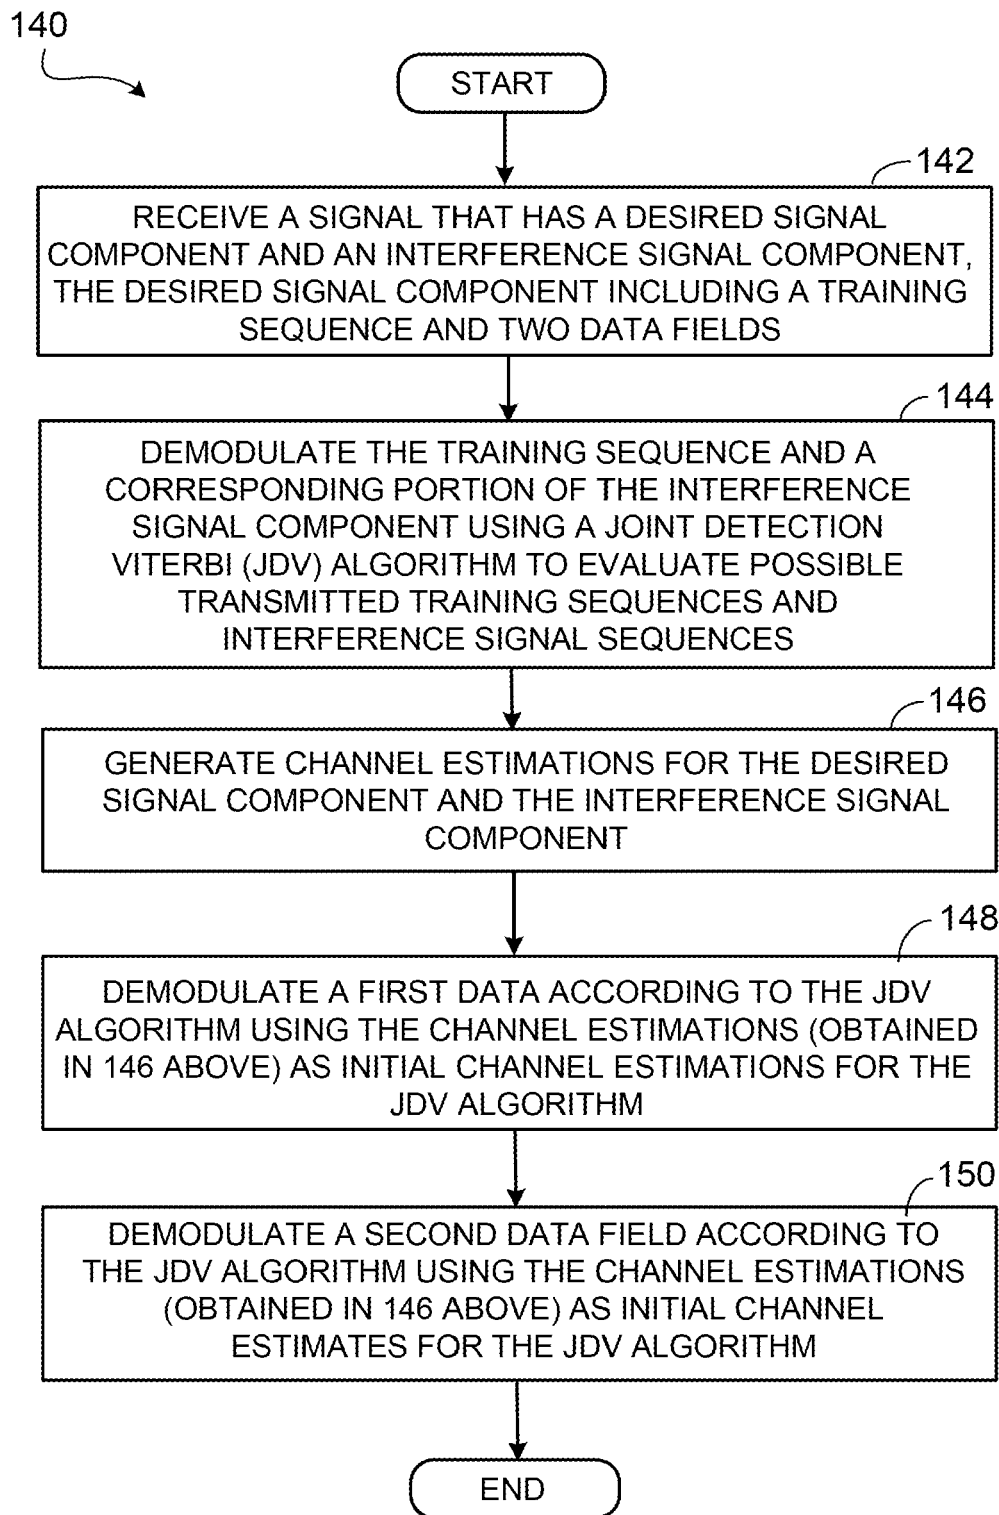 140
START
142
RECEIVE A SIGNAL THAT HAS A DESIRED SIGNAL
COMPONENT AND AN INTERFERENCE SIGNAL COMPONENT,
THE DESIRED SIGNAL COMPONENT INCLUDING A TRAINING
SEQUENCE AND TWO DATA FIELDS
144
DEMODULATE THE TRAINING SEQUENCE AND A
CORRESPONDING PORTION OF THE INTERFERENCE
SIGNAL COMPONENT USING A JOINT DETECTION
VITERBI (JDV) ALGORITHM TO EVALUATE POSSIBLE
TRANSMITTED TRAINING SEQUENCES AND
INTERFERENCE SIGNAL SEQUENCES
146
GENERATE CHANNEL ESTIMATIONS FOR THE DESIRED
SIGNAL COMPONENT AND THE INTERFERENCE SIGNAL
COMPONENT
148
DEMODULATE A FIRST DATA ACCORDING TO THE JDV
ALGORITHM USING THE CHANNEL ESTIMATIONS (OBTAINED
IN 146 ABOVE) AS INITIAL CHANNEL ESTIMATIONS FOR THE
JDV ALGORITHM
150
DEMODULATE A SECOND DATA FIELD ACCORDING TO
THE JDV ALGORITHM USING THE CHANNEL ESTIMATIONS
(OBTAINED IN 146 ABOVE) AS INITIAL CHANNEL
ESTIMATES FOR THE JDV ALGORITHM
END